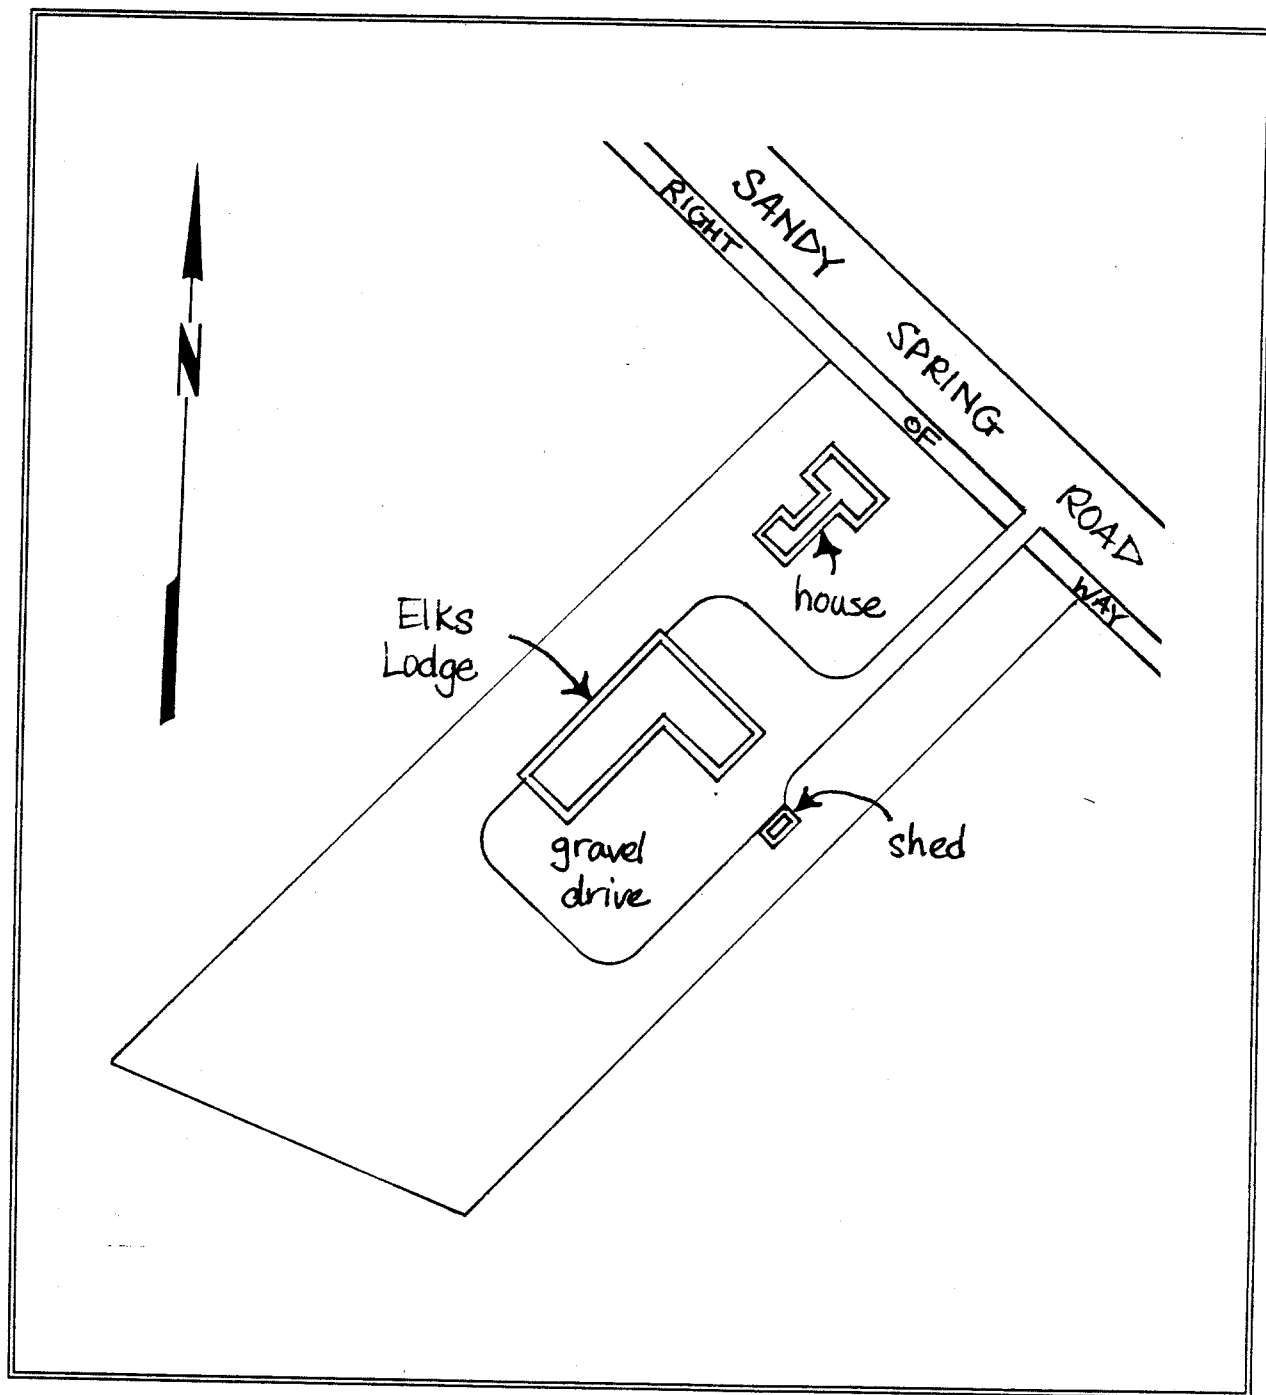 SANDY SPRING ROAD
RIGHT OF WAY
N
house
Elks
Lodge
gravel
drive
shed